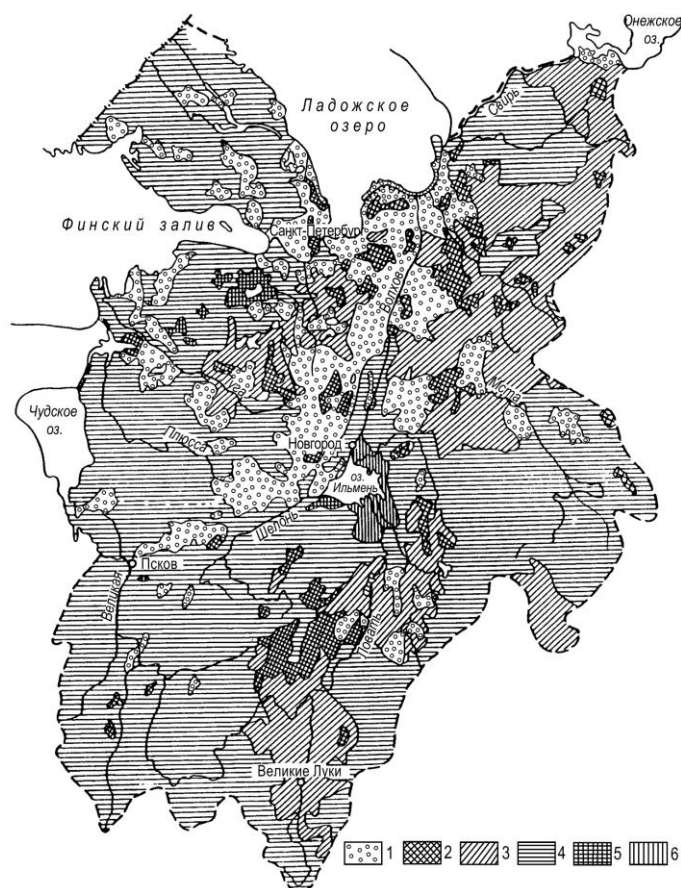 Онежское
оз.
Свирь
Ладожское
озеро
Финский залив
Санкт-Петербург
Волхов
Чудское
оз.
Мста
Плюсса
Новгород
оз.
Ильмень
Шелонь
Псков
Великая
Ловать
Великие Луки
1 2 3 4 5 6